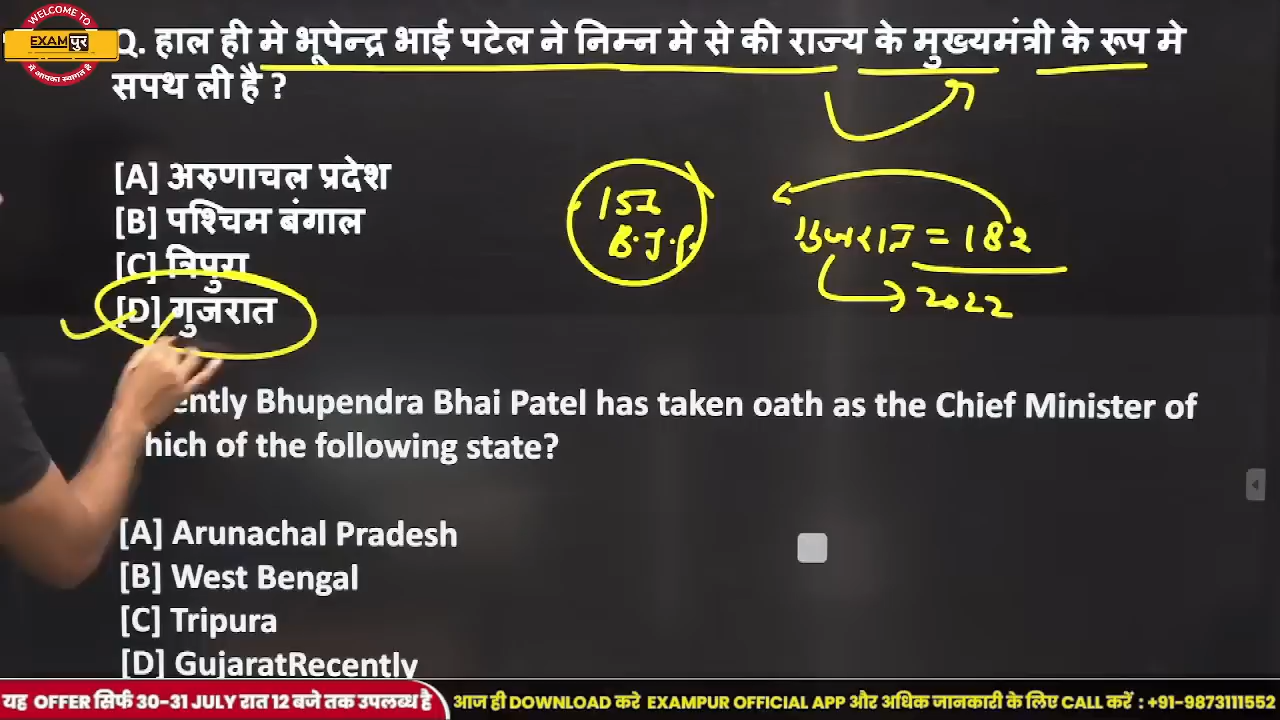 WELCOME TO
EXAMपुर
में आपका स्वागत है
Q. हाल ही मे भूपेन्द्र भाई पटेल ने निम्न मे से की राज्य के मुख्यमंत्री के रूप मे
सपथ ली है ?
[A] अरुणाचल प्रदेश
[B] पश्चिम बंगाल
[C] त्रिपुरा
[D] गुजरात
B.J.P.
गुजरात = 182
2022
ently Bhupendra Bhai Patel has taken oath as the Chief Minister of
hich of the following state?
[A] Arunachal Pradesh
[B] West Bengal
[C] Tripura
[D] GujaratRecently
यह OFFER सिर्फ 30-31 JULY रात 12 बजे तक उपलब्ध है
आज ही DOWNLOAD करे EXAMPUR OFFICIAL APP और अधिक जानकारी के लिए CALL करें : +91-9873111552